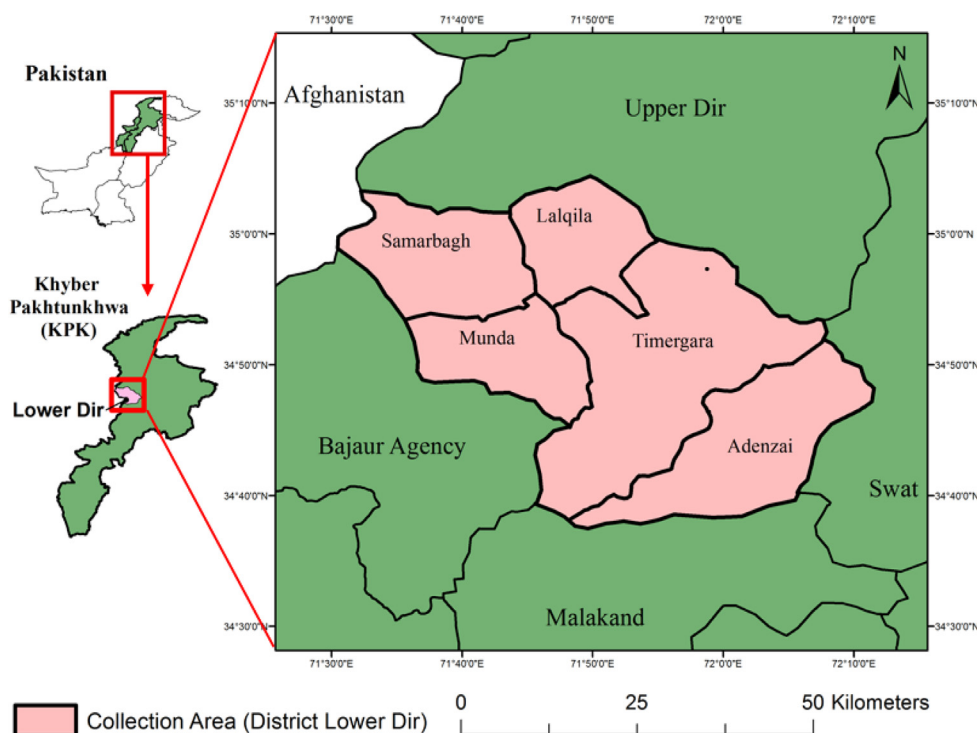 71°30'0"E 71°40'0"E 71°50'0"E 72°0'0"E 72°10'0"E
Pakistan
Khyber
Pakhtunkhwa
(KPK)
Lower Dir
N
Afghanistan
Upper Dir
35°10'0"N 35°10'0"N
Lalqila
Samarbagh
35°0'0"N 35°0'0"N
Munda
Timergara
34°50'0"N 34°50'0"N
Bajaur Agency
Adenzai
Swat
34°40'0"N 34°40'0"N
Malakand
34°30'0"N 34°30'0"N
71°30'0"E 71°40'0"E 71°50'0"E 72°0'0"E 72°10'0"E
Collection Area (District Lower Dir)
0 25 50 Kilometers